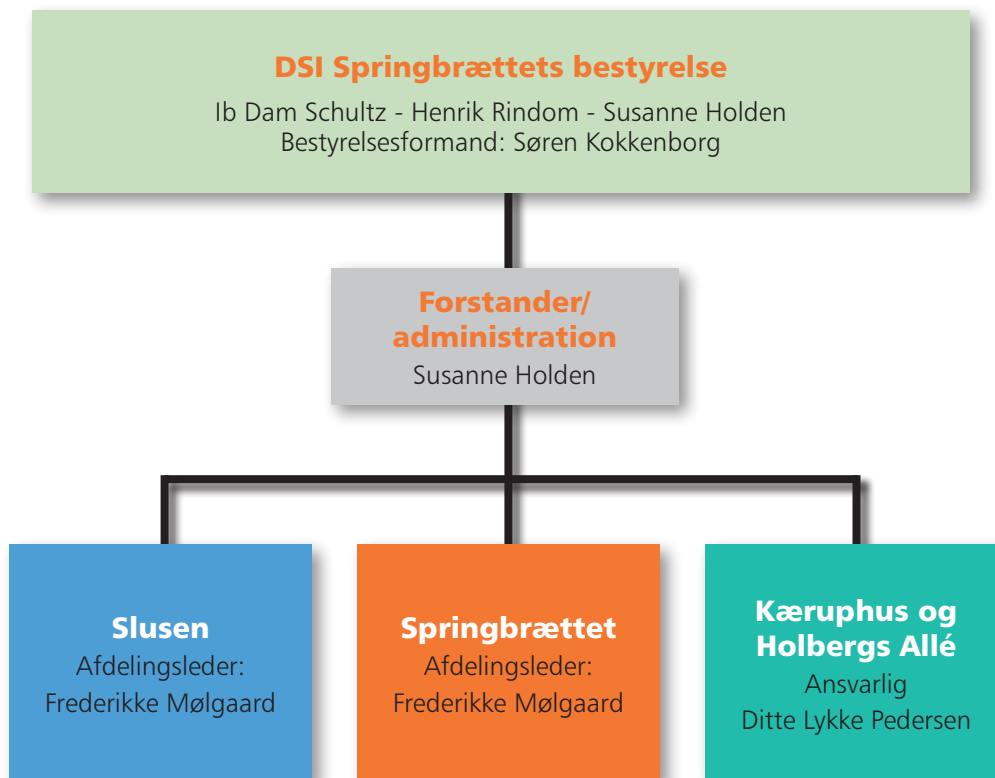 DSI Springbrættets bestyrelse
Ib Dam Schultz - Henrik Rindom - Susanne Holden
Bestyrelsesformand: Søren Kokkenborg
Forstander/
administration
Susanne Holden
Slusen
Afdelingsleder:
Frederikke Mølgaard
Springbrættet
Afdelingsleder:
Frederikke Mølgaard
Kæruphus og
Holbergs Allé
Ansvarlig
Ditte Lykke Pedersen